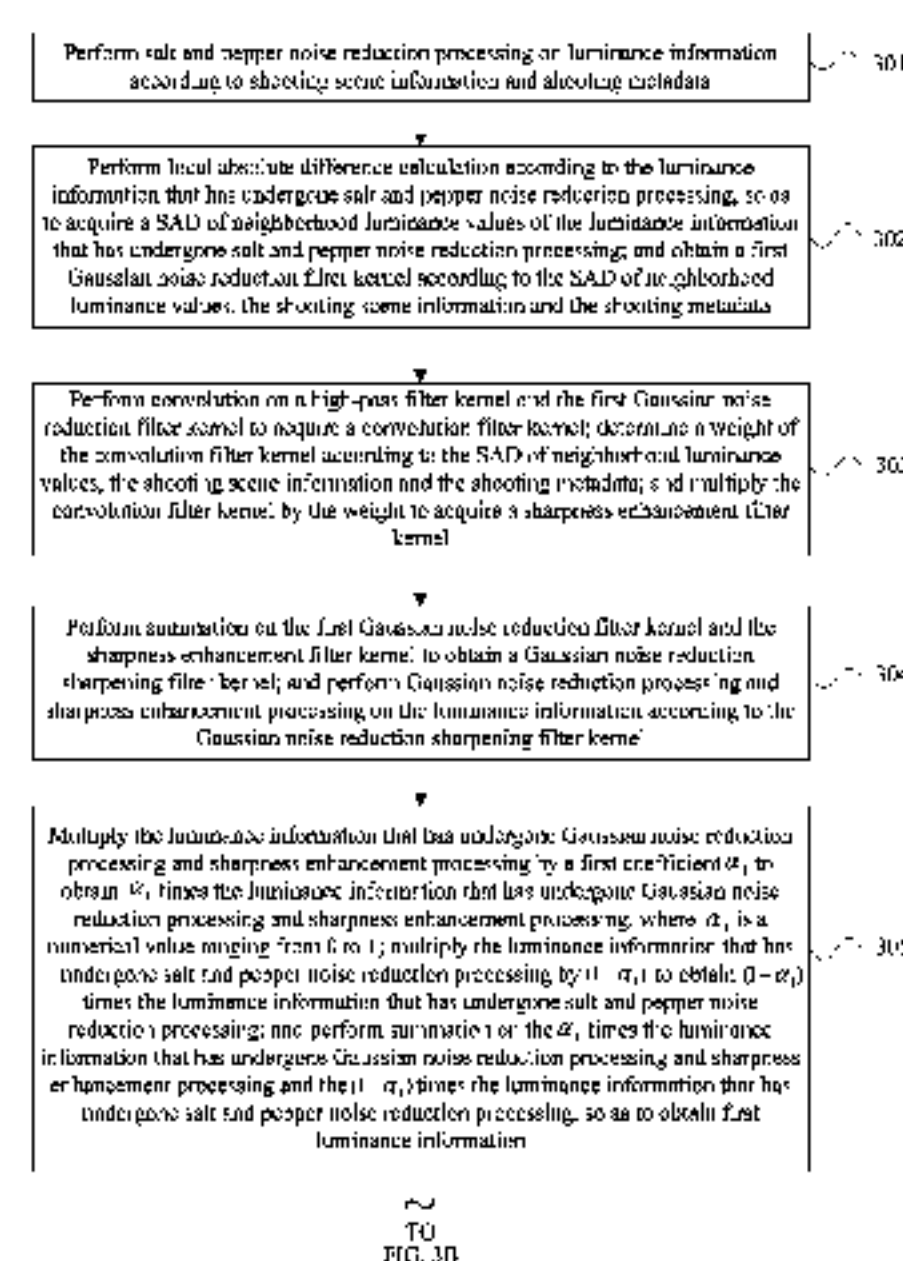 Perform salt and pepper noise reduction processing on luminance information
according to shooting scene information and shooting metadata
301
Perform local absolute difference calculation according to the luminance
information that has undergone salt and pepper noise reduction processing, so as
to acquire a SAD of neighborhood luminance values of the luminance information
that has undergone salt and pepper noise reduction processing; and obtain a first
Gaussian noise reduction filter kernel according to the SAD of neighborhood
luminance values, the shooting scene information and the shooting metadata
302
Perform convolution on a high-pass filter kernel and the first Gaussian noise
reduction filter kernel to acquire a convolution filter kernel; determine a weight of
the convolution filter kernel according to the SAD of neighborhood luminance
values, the shooting scene information and the shooting metadata; and multiply the
convolution filter kernel by the weight to acquire a sharpness enhancement filter
kernel
303
Perform summation on the first Gaussian noise reduction filter kernel and the
sharpness enhancement filter kernel to obtain a Gaussian noise reduction
sharpening filter kernel; and perform Gaussian noise reduction processing and
sharpness enhancement processing on the luminance information according to the
Gaussian noise reduction sharpening filter kernel
304
Multiply the luminance information that has undergone Gaussian noise reduction
processing and sharpness enhancement processing by a first coefficient α₁ to
obtain α₁ times the luminance information that has undergone Gaussian noise
reduction processing and sharpness enhancement processing, where α₁ is a
numerical value ranging from 0 to 1; multiply the luminance information that has
undergone salt and pepper noise reduction processing by (1−α₁) to obtain (1−α₁)
times the luminance information that has undergone salt and pepper noise
reduction processing; and perform summation on the α₁ times the luminance
information that has undergone Gaussian noise reduction processing and sharpness
enhancement processing and the (1−α₁) times the luminance information that has
undergone salt and pepper noise reduction processing, so as to obtain first
luminance information
305
TO
FIG. 3B